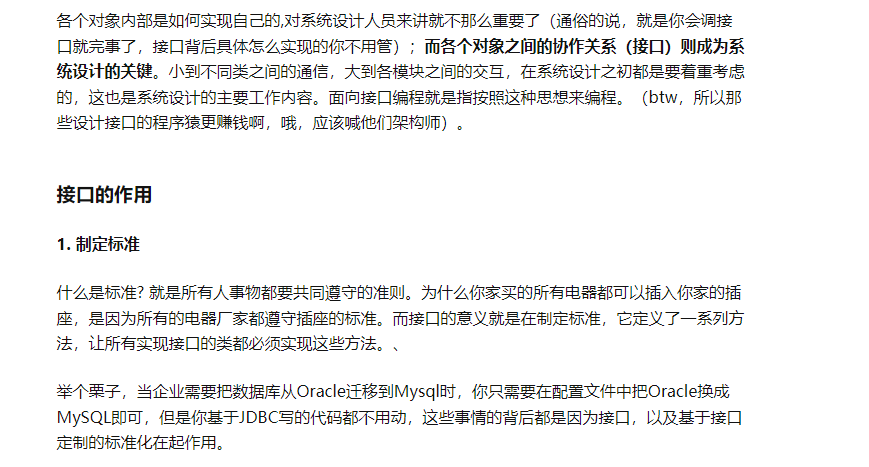 各个对象内部是如何实现自己的,对系统设计人员来讲就不那么重要了（通俗的说，就是你会调接
口就完事了，接口背后具体怎么实现的你不用管）；而各个对象之间的协作关系（接口）则成为系
统设计的关键。小到不同类之间的通信，大到各模块之间的交互，在系统设计之初都是要着重考虑
的，这也是系统设计的主要工作内容。面向接口编程就是指按照这种思想来编程。（btw，所以那
些设计接口的程序猿更赚钱啊，哦，应该喊他们架构师）。
接口的作用
1. 制定标准
什么是标准? 就是所有人事物都要共同遵守的准则。为什么你家买的所有电器都可以插入你家的插
座，是因为所有的电器厂家都遵守插座的标准。而接口的意义就是在制定标准，它定义了一系列方
法，让所有实现接口的类都必须实现这些方法。、
举个栗子，当企业需要把数据库从Oracle迁移到Mysql时，你只需要在配置文件中把Oracle换成
MySQL即可，但是你基于JDBC写的代码都不用动，这些事情的背后都是因为接口，以及基于接口
定制的标准化在起作用。